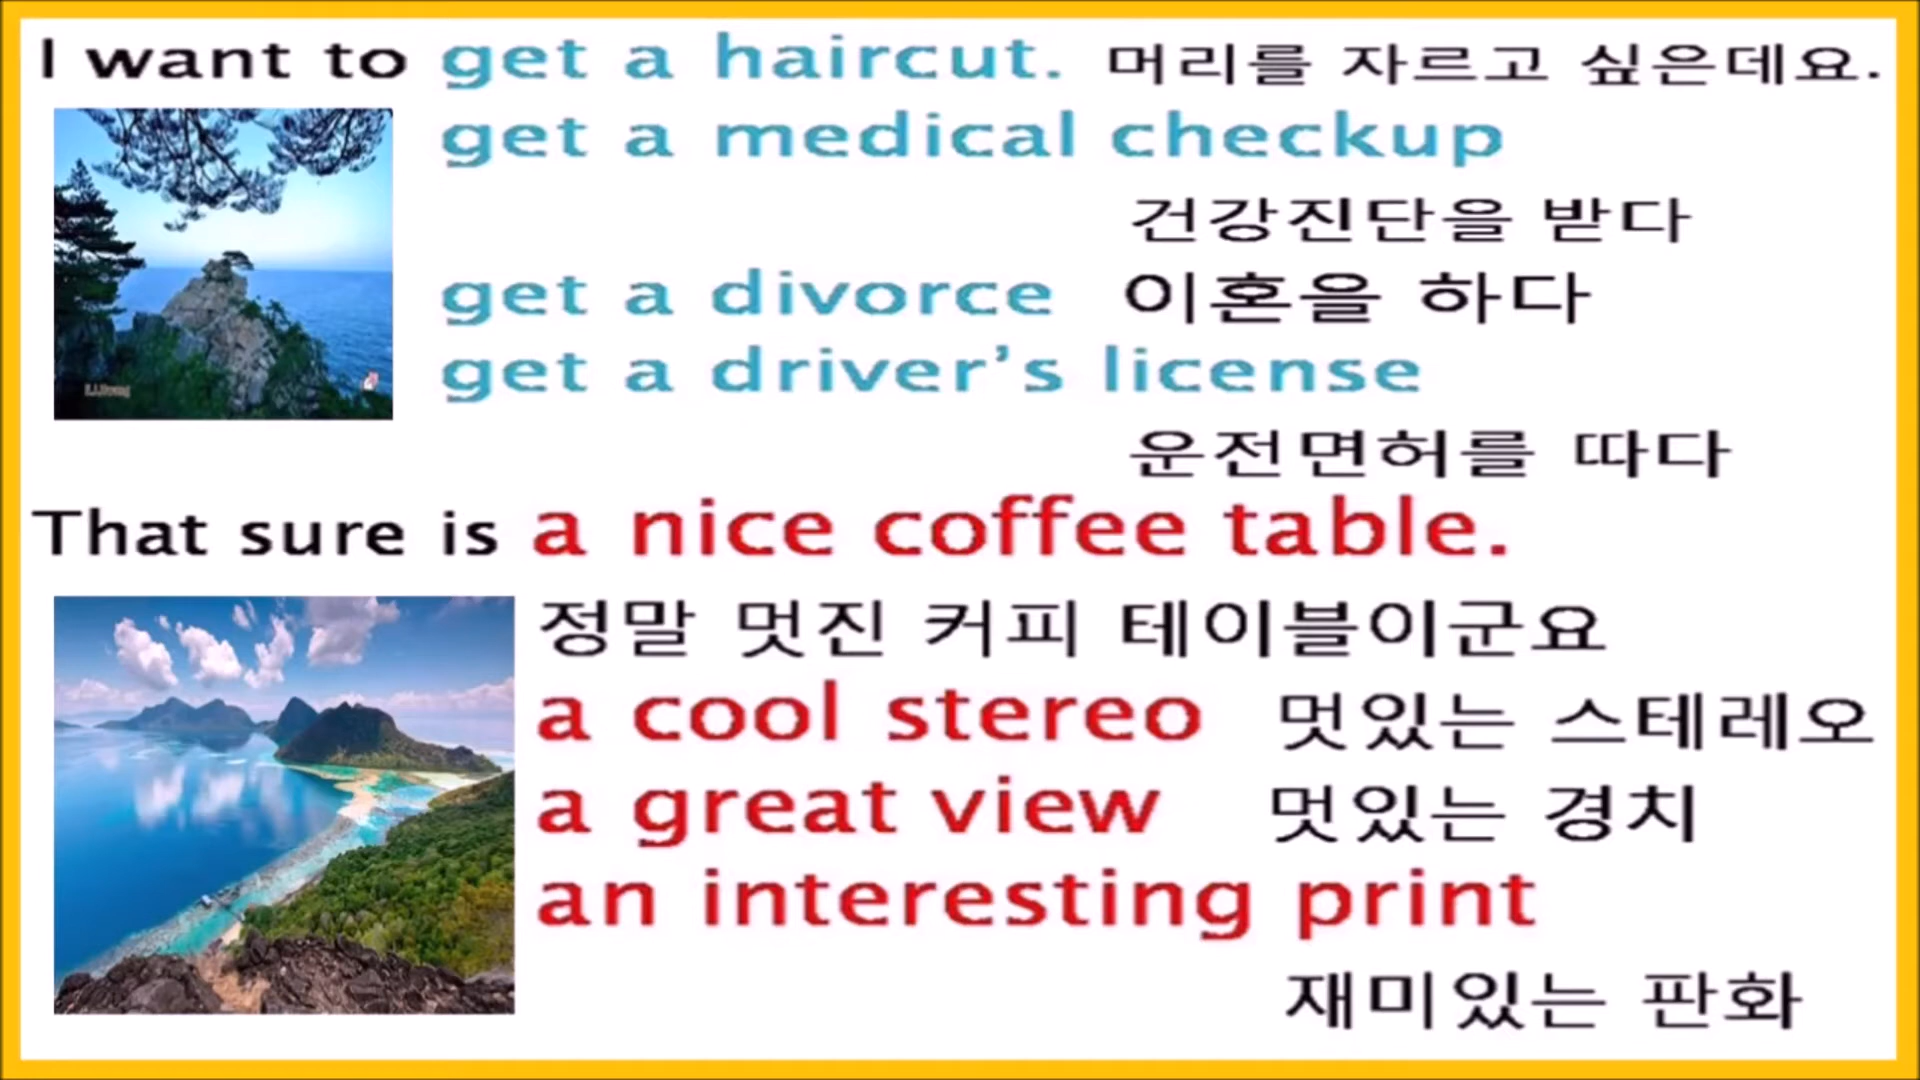 I want to get a haircut. 머리를 자르고 싶은데요.
get a medical checkup
건강진단을 받다
get a divorce 이혼을 하다
get a driver’s license
운전면허를 따다
That sure is a nice coffee table.
정말 멋진 커피 테이블이군요
a cool stereo 멋있는 스테레오
a great view 멋있는 경치
an interesting print
재미있는 판화